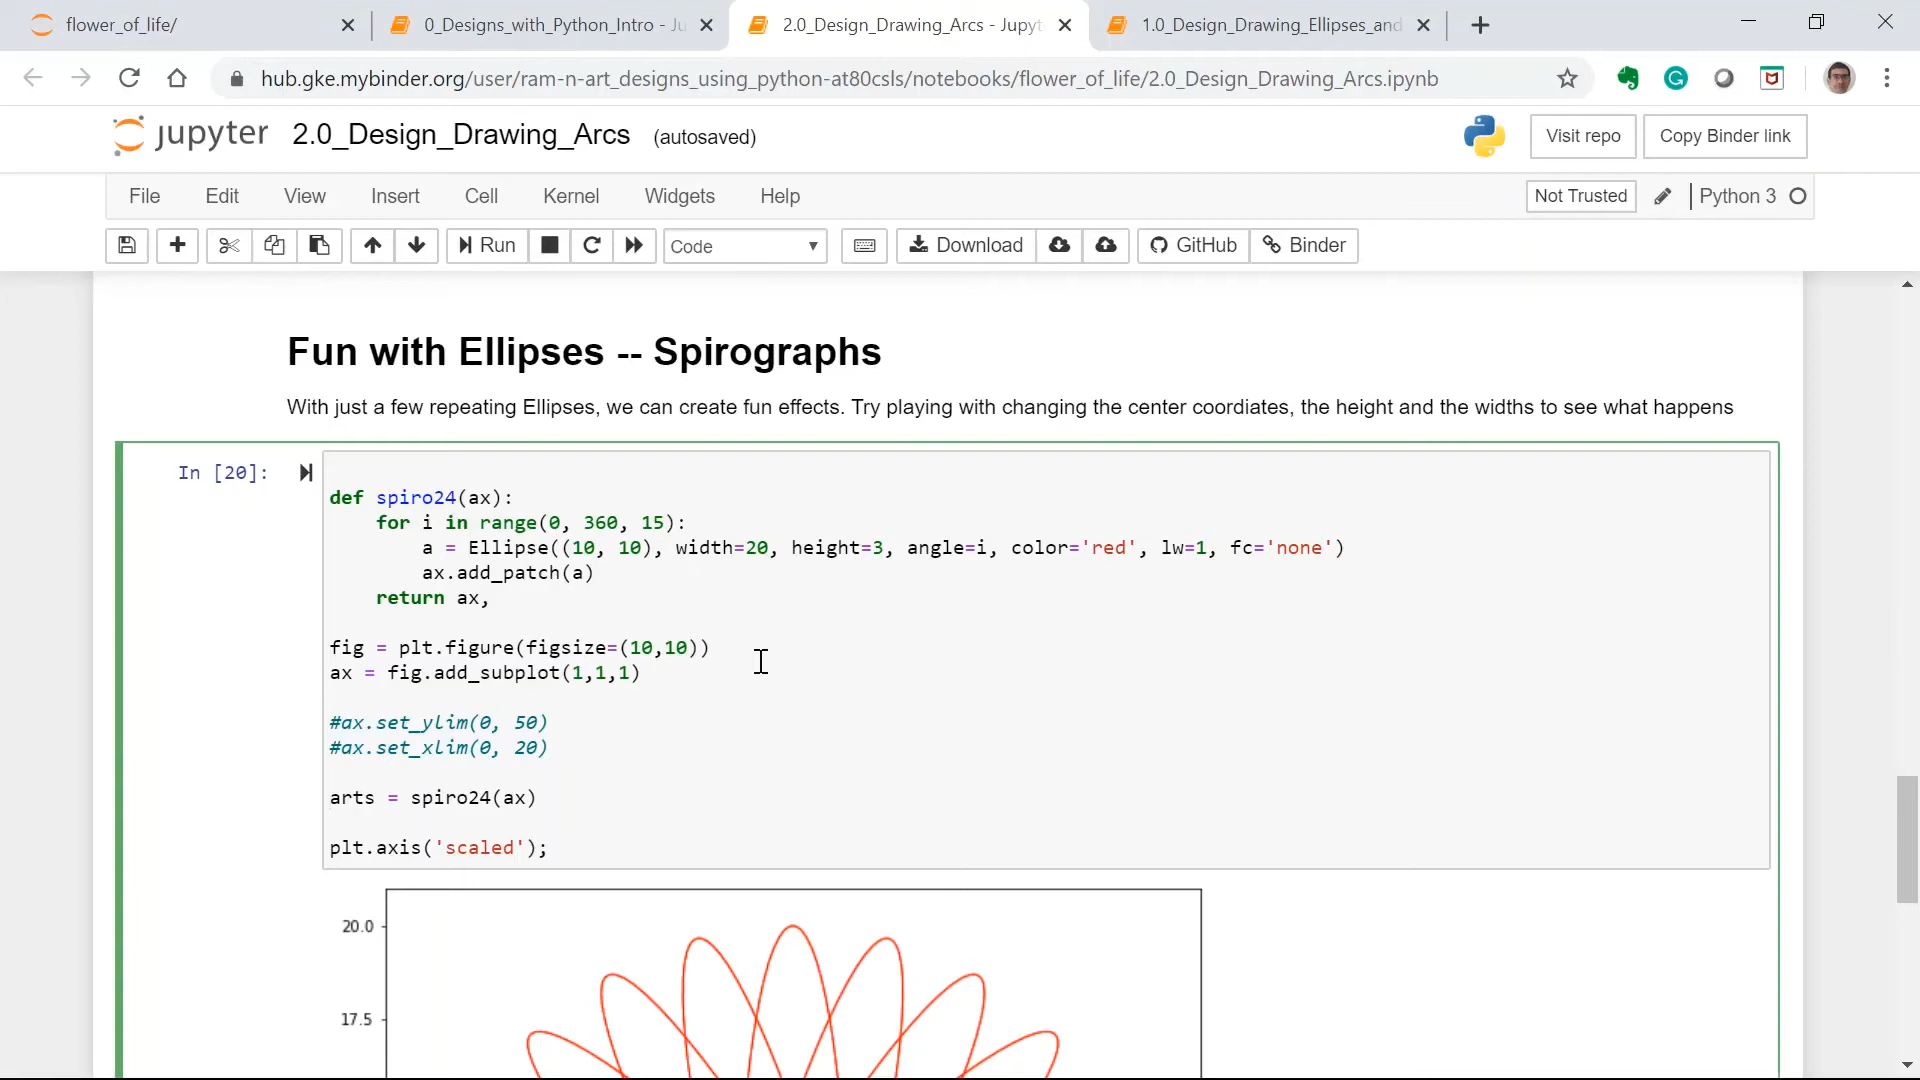 flower_of_life/
0_Designs_with_Python_Intro - Ju
2.0_Design_Drawing_Arcs - Jupyt
1.0_Design_Drawing_Ellipses_and
hub.gke.mybinder.org/user/ram-n-art_designs_using_python-at80csls/notebooks/flower_of_life/2.0_Design_Drawing_Arcs.ipynb
jupyter 2.0_Design_Drawing_Arcs (autosaved)
Visit repo
Copy Binder link
File Edit View Insert Cell Kernel Widgets Help
Not Trusted
Python 3
Run
Code
Download
GitHub
Binder
Fun with Ellipses -- Spirographs
With just a few repeating Ellipses, we can create fun effects. Try playing with changing the center coordiates, the height and the widths to see what happens
In [20]:
def spiro24(ax):
for i in range(0, 360, 15):
a = Ellipse((10, 10), width=20, height=3, angle=i, color='red', lw=1, fc='none')
ax.add_patch(a)
return ax,
fig = plt.figure(figsize=(10,10))
ax = fig.add_subplot(1,1,1)
#ax.set_ylim(0, 50)
#ax.set_xlim(0, 20)
arts = spiro24(ax)
plt.axis('scaled');
20.0
17.5